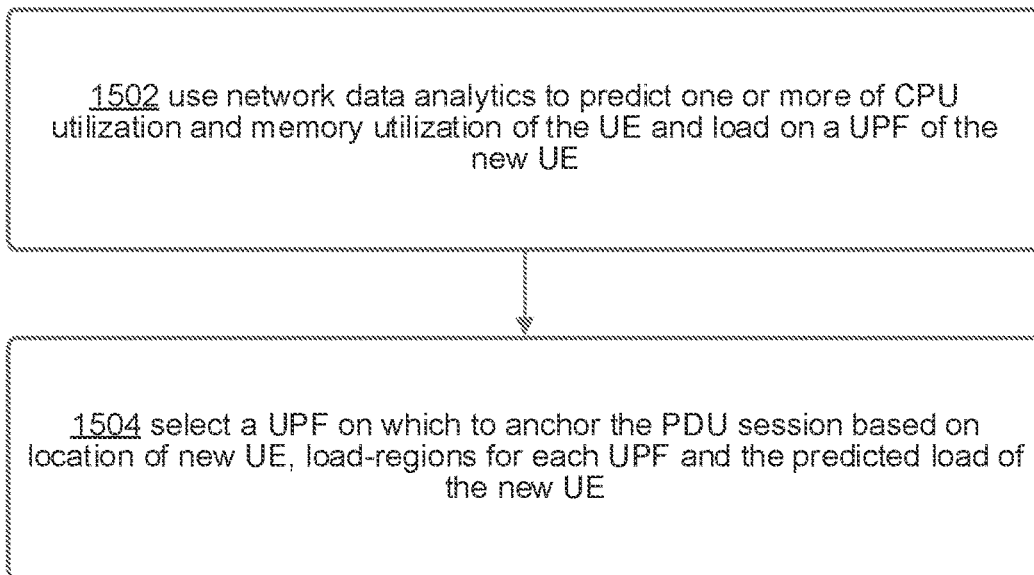 1502 use network data analytics to predict one or more of CPU
utilization and memory utilization of the UE and load on a UPF of the
new UE
1504 select a UPF on which to anchor the PDU session based on
location of new UE, load-regions for each UPF and the predicted load of
the new UE